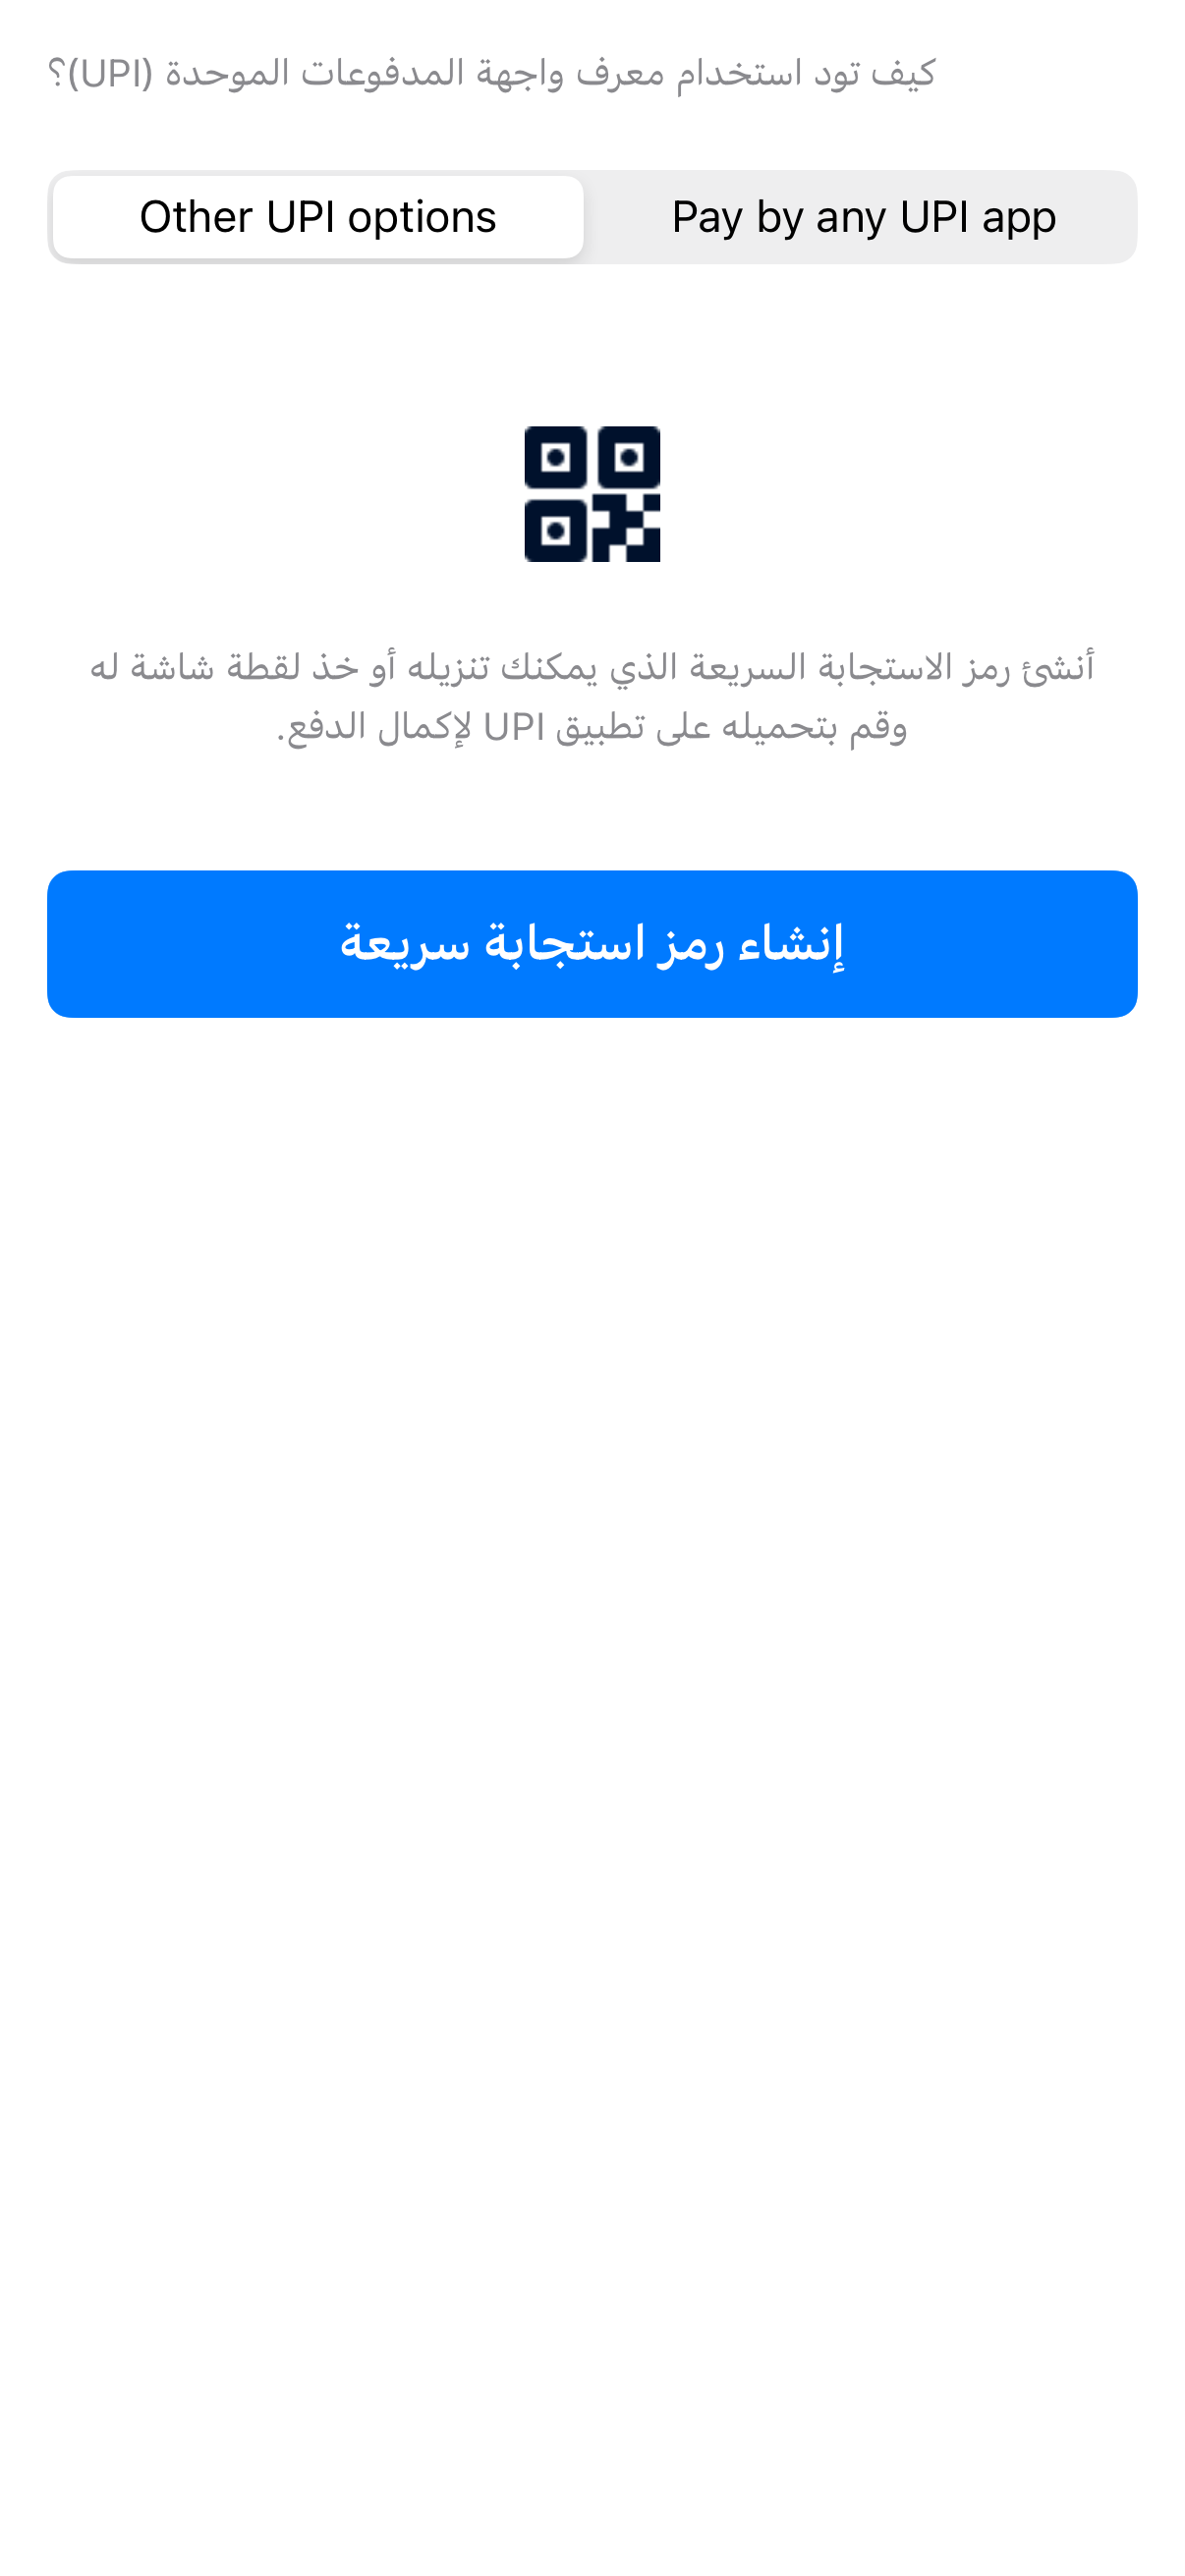 كيف تود استخدام معرف واجهة المدفوعات الموحدة (UPI)؟
Other UPI options
Pay by any UPI app
أنشئ رمز الاستجابة السريعة الذي يمكنك تنزيله أو خذ لقطة شاشة له
وقم بتحميله على تطبيق UPI لإكمال الدفع.
إنشاء رمز استجابة سريعة